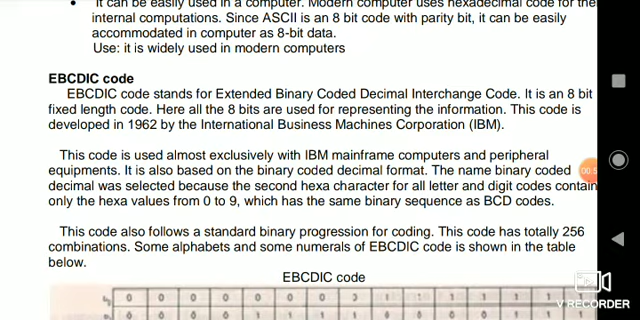 • It can be easily used in a computer. Modern computer uses hexadecimal code for the
internal computations. Since ASCII is an 8 bit code with parity bit, it can be easily
accommodated in computer as 8-bit data.
Use: it is widely used in modern computers
EBCDIC code
EBCDIC code stands for Extended Binary Coded Decimal Interchange Code. It is an 8 bit
fixed length code. Here all the 8 bits are used for representing the information. This code is
developed in 1962 by the International Business Machines Corporation (IBM).
This code is used almost exclusively with IBM mainframe computers and peripheral
equipments. It is also based on the binary coded decimal format. The name binary coded
decimal was selected because the second hexa character for all letter and digit codes contain
only the hexa values from 0 to 9, which has the same binary sequence as BCD codes.
This code also follows a standard binary progression for coding. This code has totally 256
combinations. Some alphabets and some numerals of EBCDIC code is shown in the table
below.
EBCDIC code
0 0 0 0 0 0 0
V RECORDER